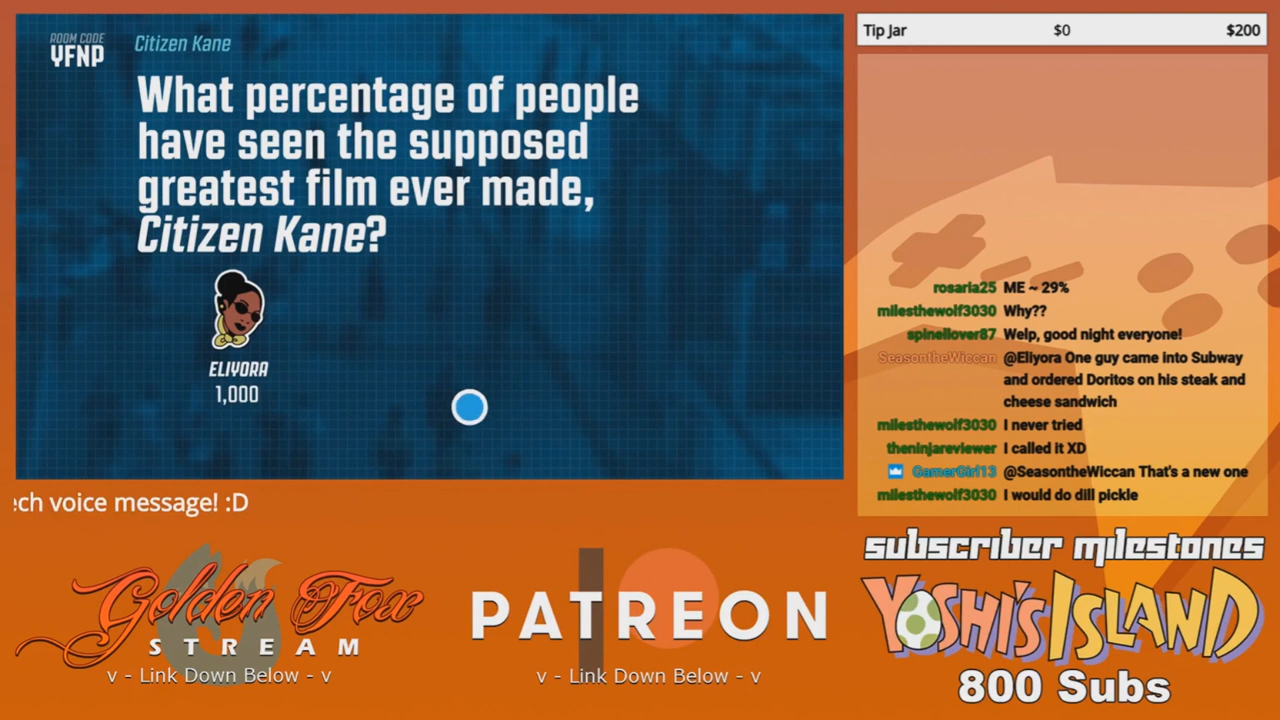 ROOM CODE
YFNP
Citizen Kane
What percentage of people
have seen the supposed
greatest film ever made,
Citizen Kane?
ELIYORA
1,000
ech voice message! :D
Golden Fox
STREAM
v - Link Down Below - v
PATREON
v - Link Down Below - v
Tip Jar $0 $200
rosaria25 ME ~ 29%
milesthewolf3030 Why??
spinellover87 Welp, good night everyone!
SeasontheWiccan @Eliyora One guy came into Subway
and ordered Doritos on his steak and
cheese sandwich
milesthewolf3030 I never tried
theninjareviewer I called it XD
GamerGirl13 @SeasontheWiccan That's a new one
milesthewolf3030 I would do dill pickle
subscriber milestones
YOSHI'S ISLAND
800 Subs